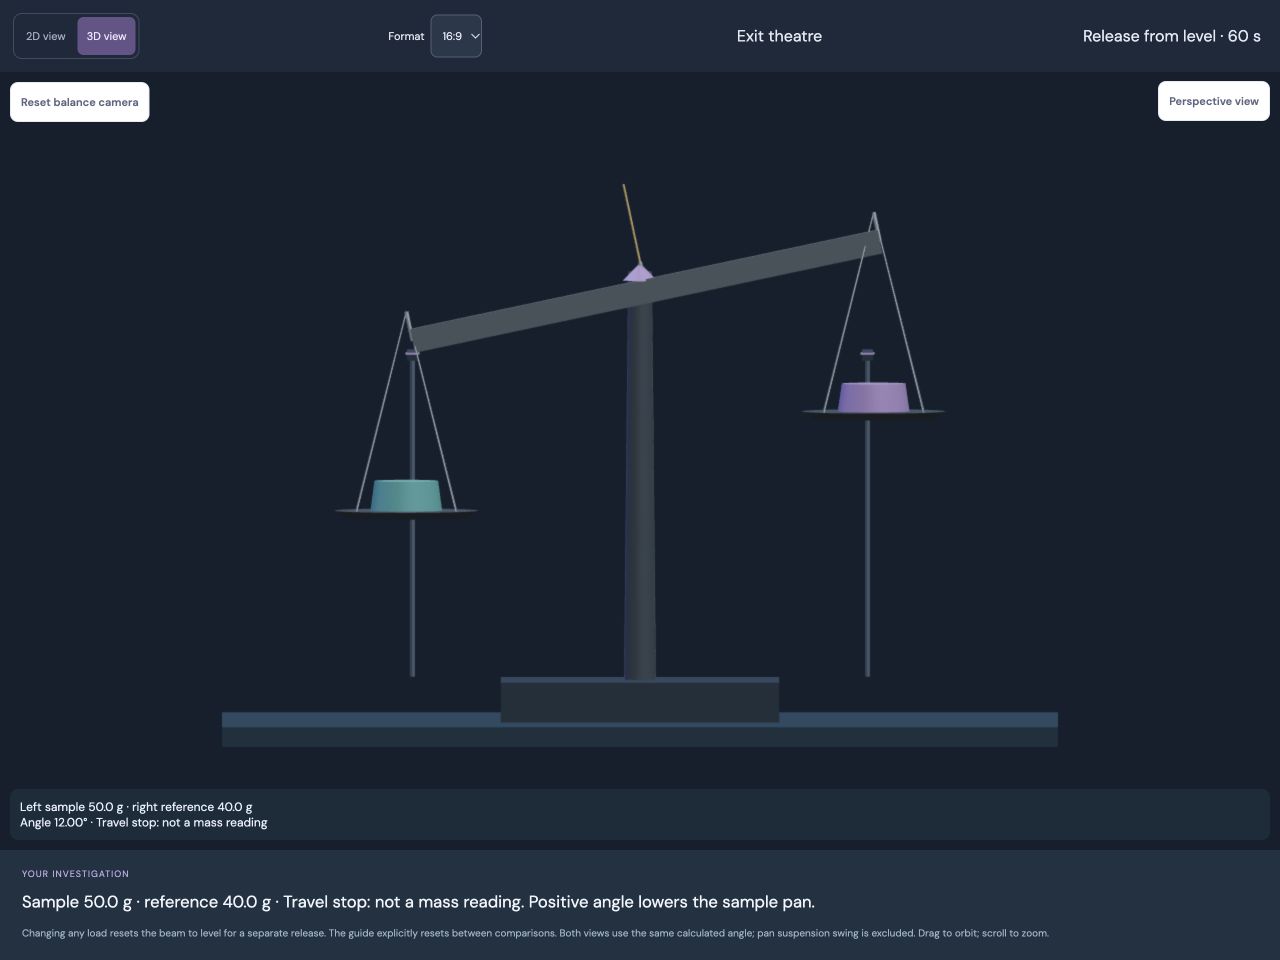 2D view
3D view
Format
16:9
Exit theatre
Release from level · 60 s
Reset balance camera
Perspective view
Left sample 50.0 g · right reference 40.0 g
Angle 12.00° · Travel stop: not a mass reading
YOUR INVESTIGATION
Sample 50.0 g · reference 40.0 g · Travel stop: not a mass reading. Positive angle lowers the sample pan.
Changing any load resets the beam to level for a separate release. The guide explicitly resets between comparisons. Both views use the same calculated angle; pan suspension swing is excluded. Drag to orbit; scroll to zoom.